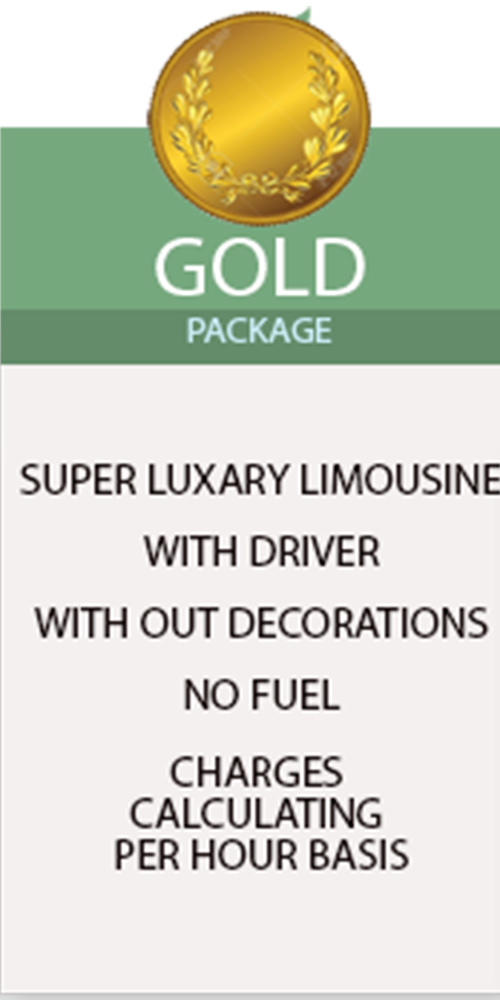 GOLD
PACKAGE
SUPER LUXARY LIMOUSINE
WITH DRIVER
WITH OUT DECORATIONS
NO FUEL
CHARGES
CALCULATING
PER HOUR BASIS